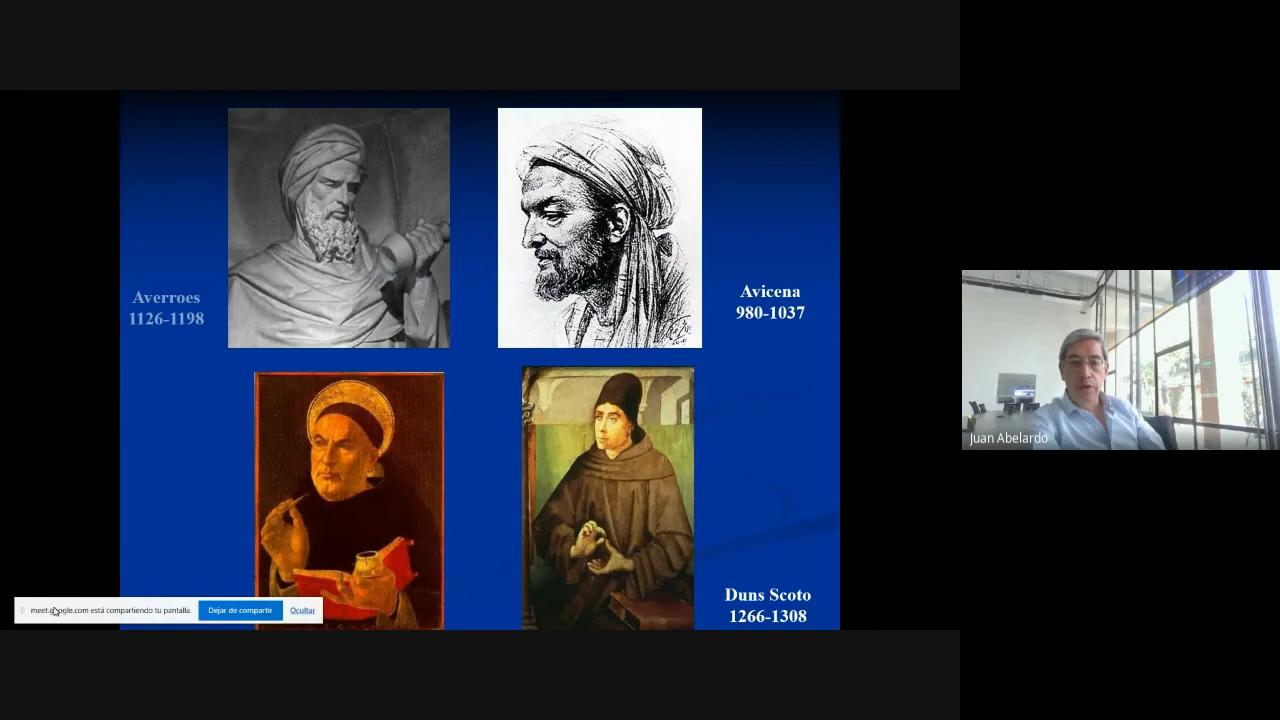 Averroes
1126-1198
Avicena
980-1037
Duns Scoto
1266-1308
meet.google.com está compartiendo tu pantalla.
Dejar de compartir
Ocultar
Juan Abelardo